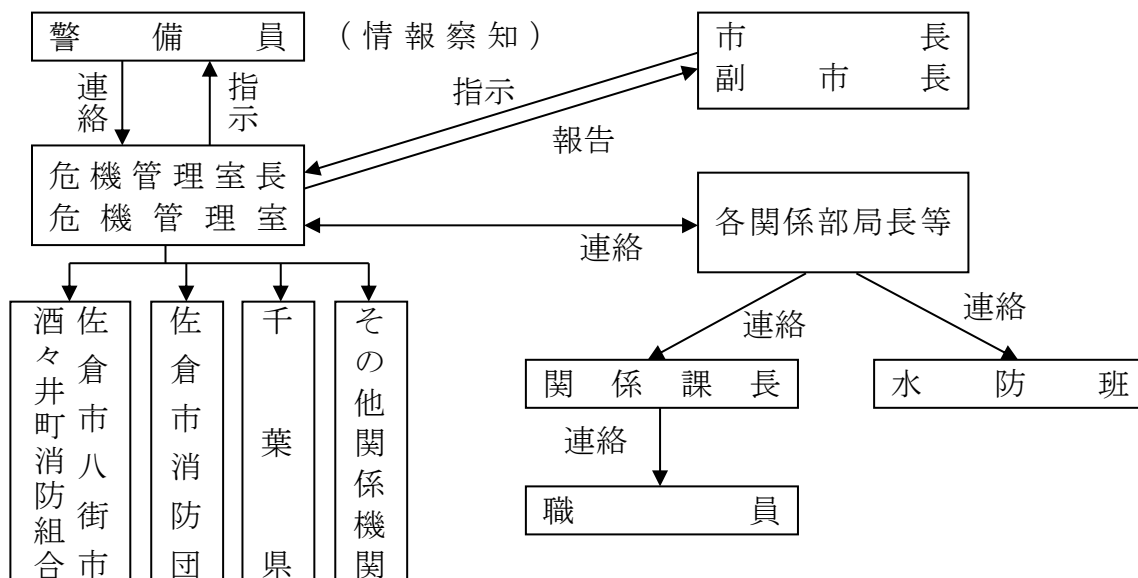 警備員
（情報察知）
市長
副市長
連絡
指示
指示
報告
危機管理室長
危機管理室
連絡
各関係部局長等
佐倉市八街市
酒々井町消防組合
佐倉市消防団
千葉県
その他関係機関
連絡
連絡
関係課長
水防班
連絡
職員